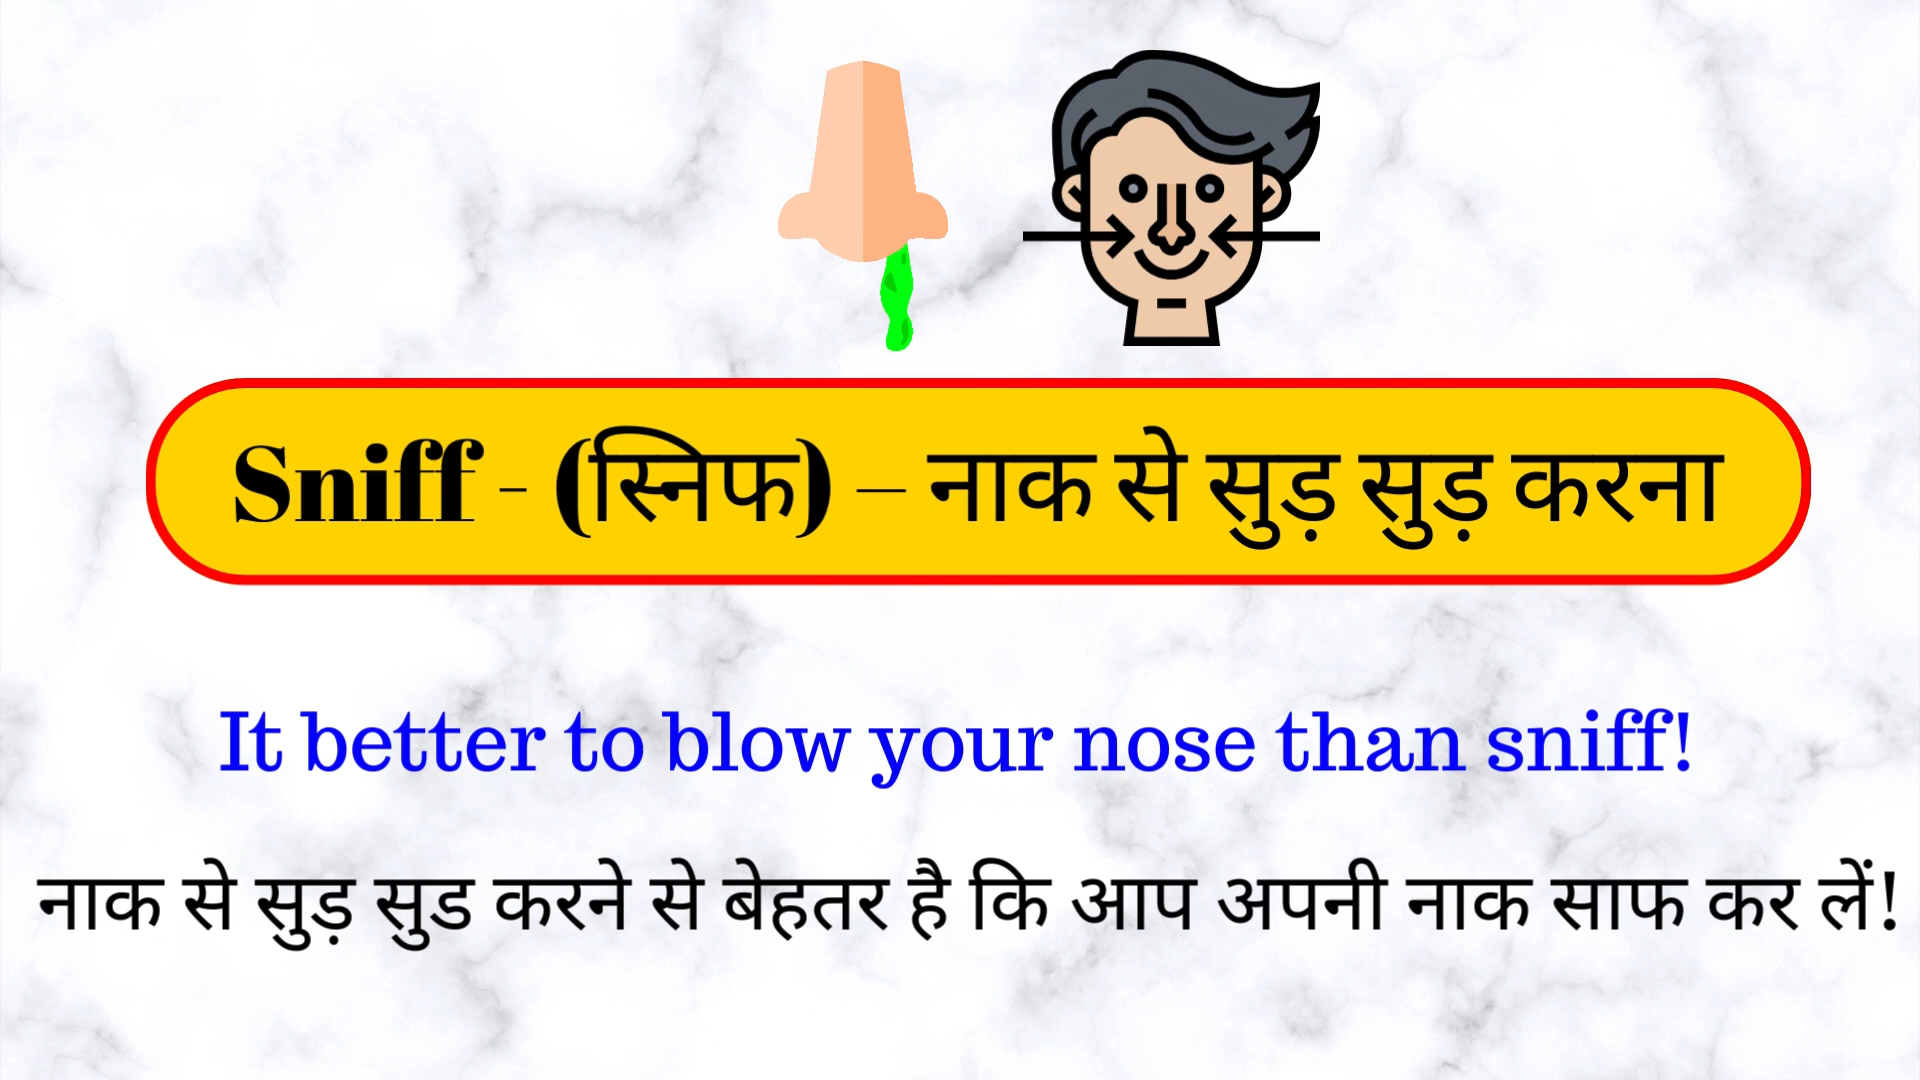 Sniff - (स्निफ) – नाक से सुड़ सुड़ करना
It better to blow your nose than sniff!
नाक से सुड़ सुड करने से बेहतर है कि आप अपनी नाक साफ कर लें!